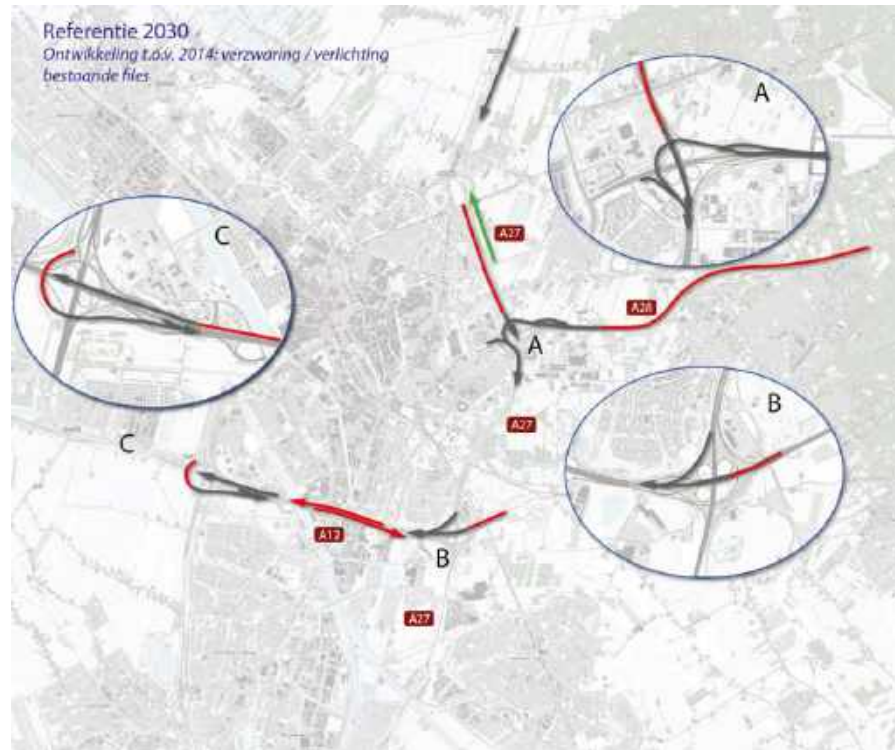 Referentie 2030
Ontwikkeling t.o.v. 2014: verzwaring / verlichting
bestaande files
A
C
A27
A28
A
A27
B
C
A12
B
A27